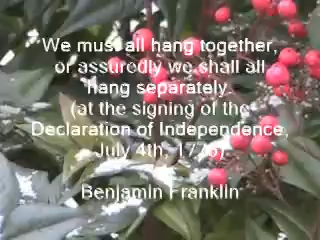 We must all hang together,
or assuredly we shall all
hang separately.
(at the signing of the
Declaration of Independence,
July 4th, 1776)
Benjamin Franklin